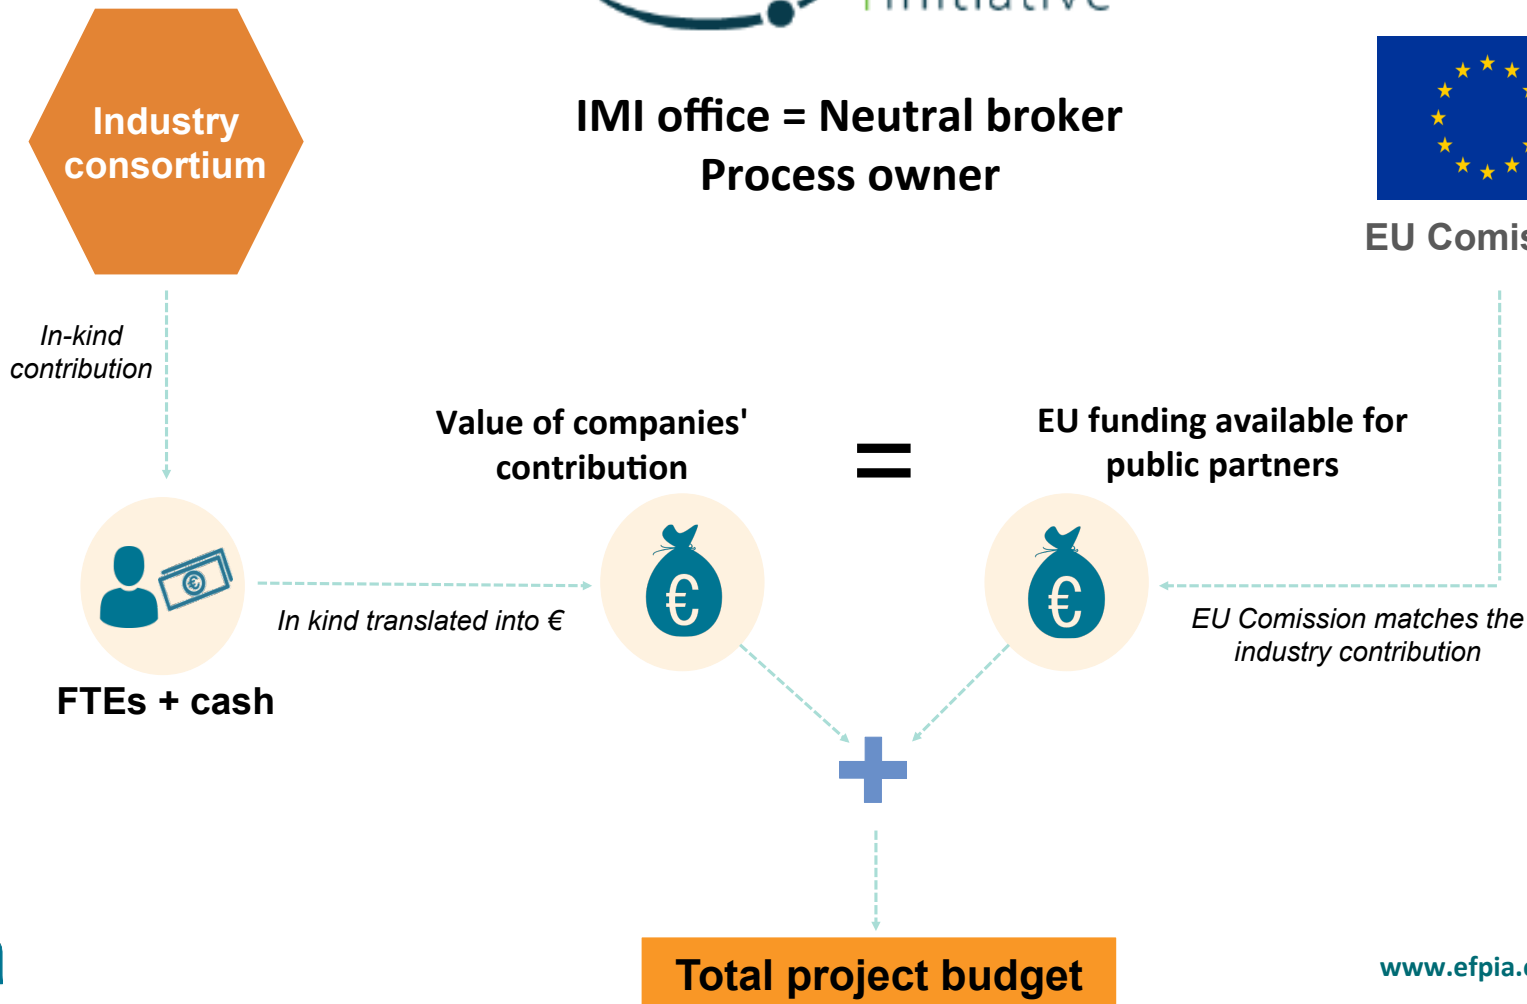 Initiative
IMI office = Neutral broker
Process owner
Industry
consortium
EU Comis
In-kind
contribution
Value of companies'
contribution
=
EU funding available for
public partners
€
€
In kind translated into €
EU Comission matches the
industry contribution
FTEs + cash
+
Total project budget
www.efpia.